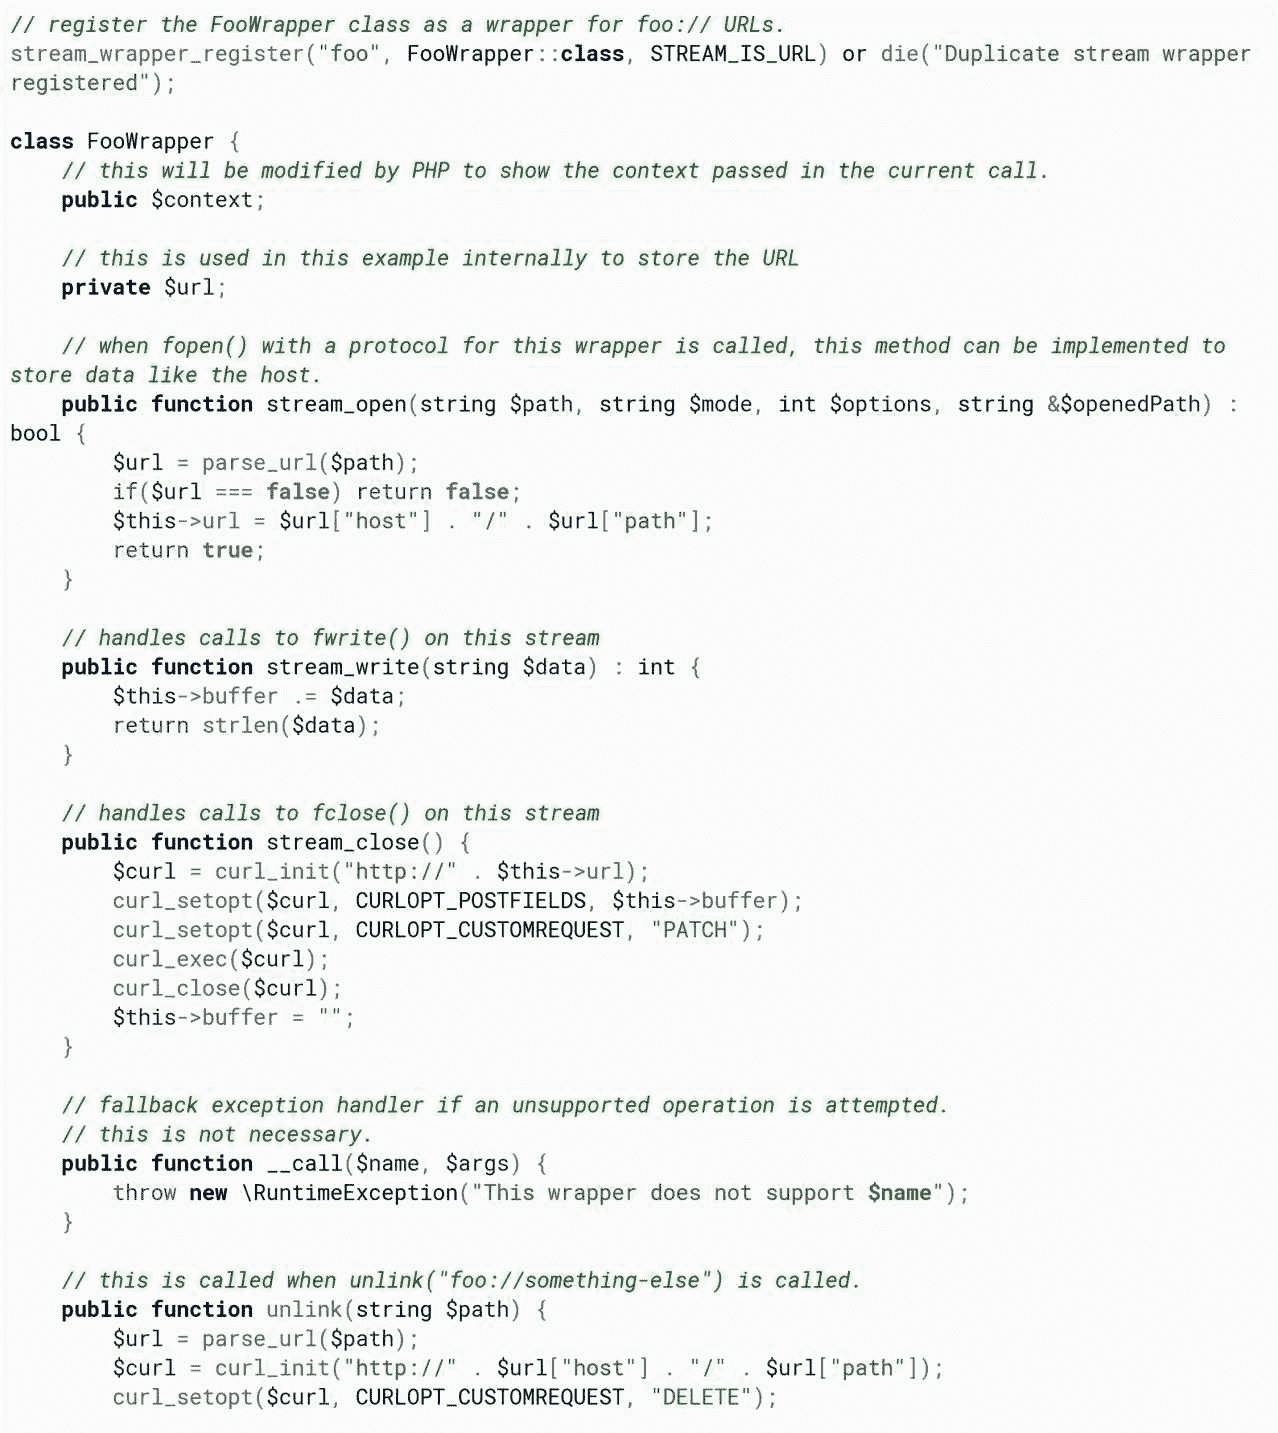 // register the FooWrapper class as a wrapper for foo:// URLs.
stream_wrapper_register("foo", FooWrapper::class, STREAM_IS_URL) or die("Duplicate stream wrapper
registered");

class FooWrapper {
    // this will be modified by PHP to show the context passed in the current call.
    public $context;

    // this is used in this example internally to store the URL
    private $url;

    // when fopen() with a protocol for this wrapper is called, this method can be implemented to
store data like the host.
    public function stream_open(string $path, string $mode, int $options, string &$openedPath) :
bool {
        $url = parse_url($path);
        if($url === false) return false;
        $this->url = $url["host"] . "/" . $url["path"];
        return true;
    }

    // handles calls to fwrite() on this stream
    public function stream_write(string $data) : int {
        $this->buffer .= $data;
        return strlen($data);
    }

    // handles calls to fclose() on this stream
    public function stream_close() {
        $curl = curl_init("http://" . $this->url);
        curl_setopt($curl, CURLOPT_POSTFIELDS, $this->buffer);
        curl_setopt($curl, CURLOPT_CUSTOMREQUEST, "PATCH");
        curl_exec($curl);
        curl_close($curl);
        $this->buffer = "";
    }

    // fallback exception handler if an unsupported operation is attempted.
    // this is not necessary.
    public function __call($name, $args) {
        throw new \RuntimeException("This wrapper does not support $name");
    }

    // this is called when unlink("foo://something-else") is called.
    public function unlink(string $path) {
        $url = parse_url($path);
        $curl = curl_init("http://" . $url["host"] . "/" . $url["path"]);
        curl_setopt($curl, CURLOPT_CUSTOMREQUEST, "DELETE");